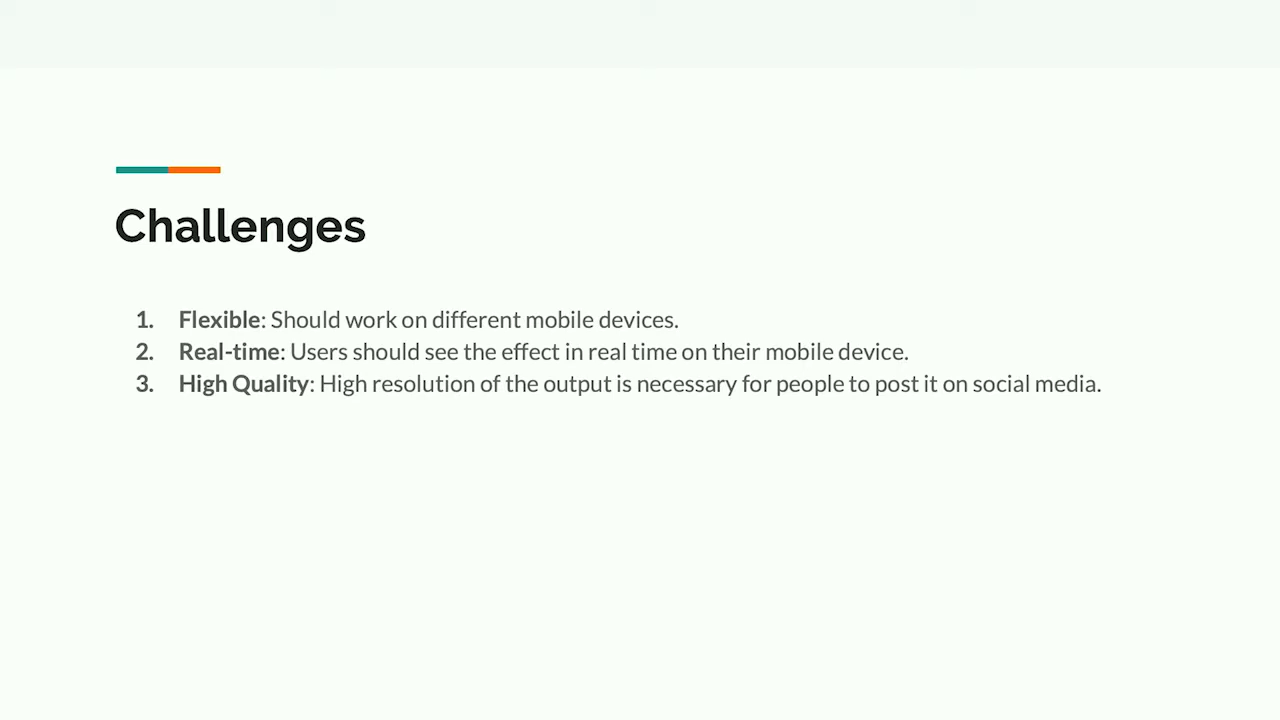 Challenges
1. Flexible: Should work on different mobile devices.
2. Real-time: Users should see the effect in real time on their mobile device.
3. High Quality: High resolution of the output is necessary for people to post it on social media.